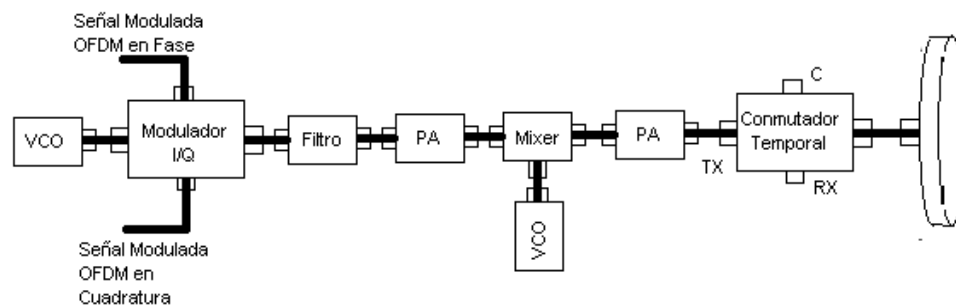 Señal Modulada
OFDM en Fase
VCO
Modulador
I/Q
Filtro
PA
Mixer
PA
TX
C
Conmutador
Temporal
RX
VCO
Señal Modulada
OFDM en
Cuadratura